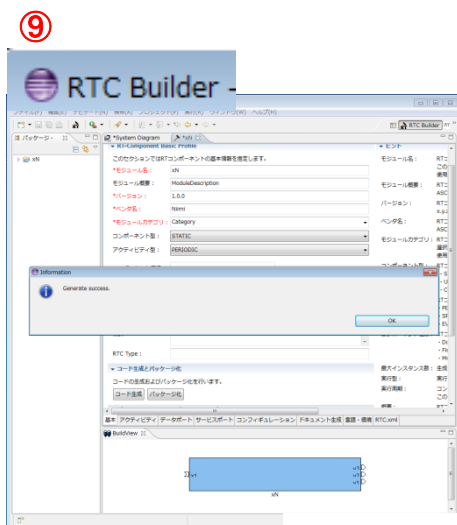 ⑨
RTC Builder -
ファイル(F) 編集(E) ナビゲート(N) 検索(A) プロジェクト(P) 実行(R) ウィンドウ(W) ヘルプ(H)
RTC Builder
パッケージ・
*System Diagram
*xN
xN
RT-Component Basic Profile
ヒント
このセクションではRTコンポーネントの基本情報を指定します。
*モジュール名：
xN
モジュール名：
モジュール概要：
ModuleDescription
モジュール概要：
*バージョン：
1.0.0
バージョン：
*ベンダ名：
Niimi
ベンダ名：
*モジュールカテゴリ：
Category
モジュールカテゴリ：
コンポーネント型：
STATIC
アクティビティ型：
PERIODIC
Information
Generate success.
OK
RTC Type :
コード生成とパッケージ化
コードの生成およびパッケージ化を行います。
コード生成
パッケージ化
最大インスタンス数：
実行型：
実行周期：
概要：
基本 アクティビティ データポート サービスポート コンフィギュレーション ドキュメント生成 言語・環境 RTC.xml
BuildView
xN